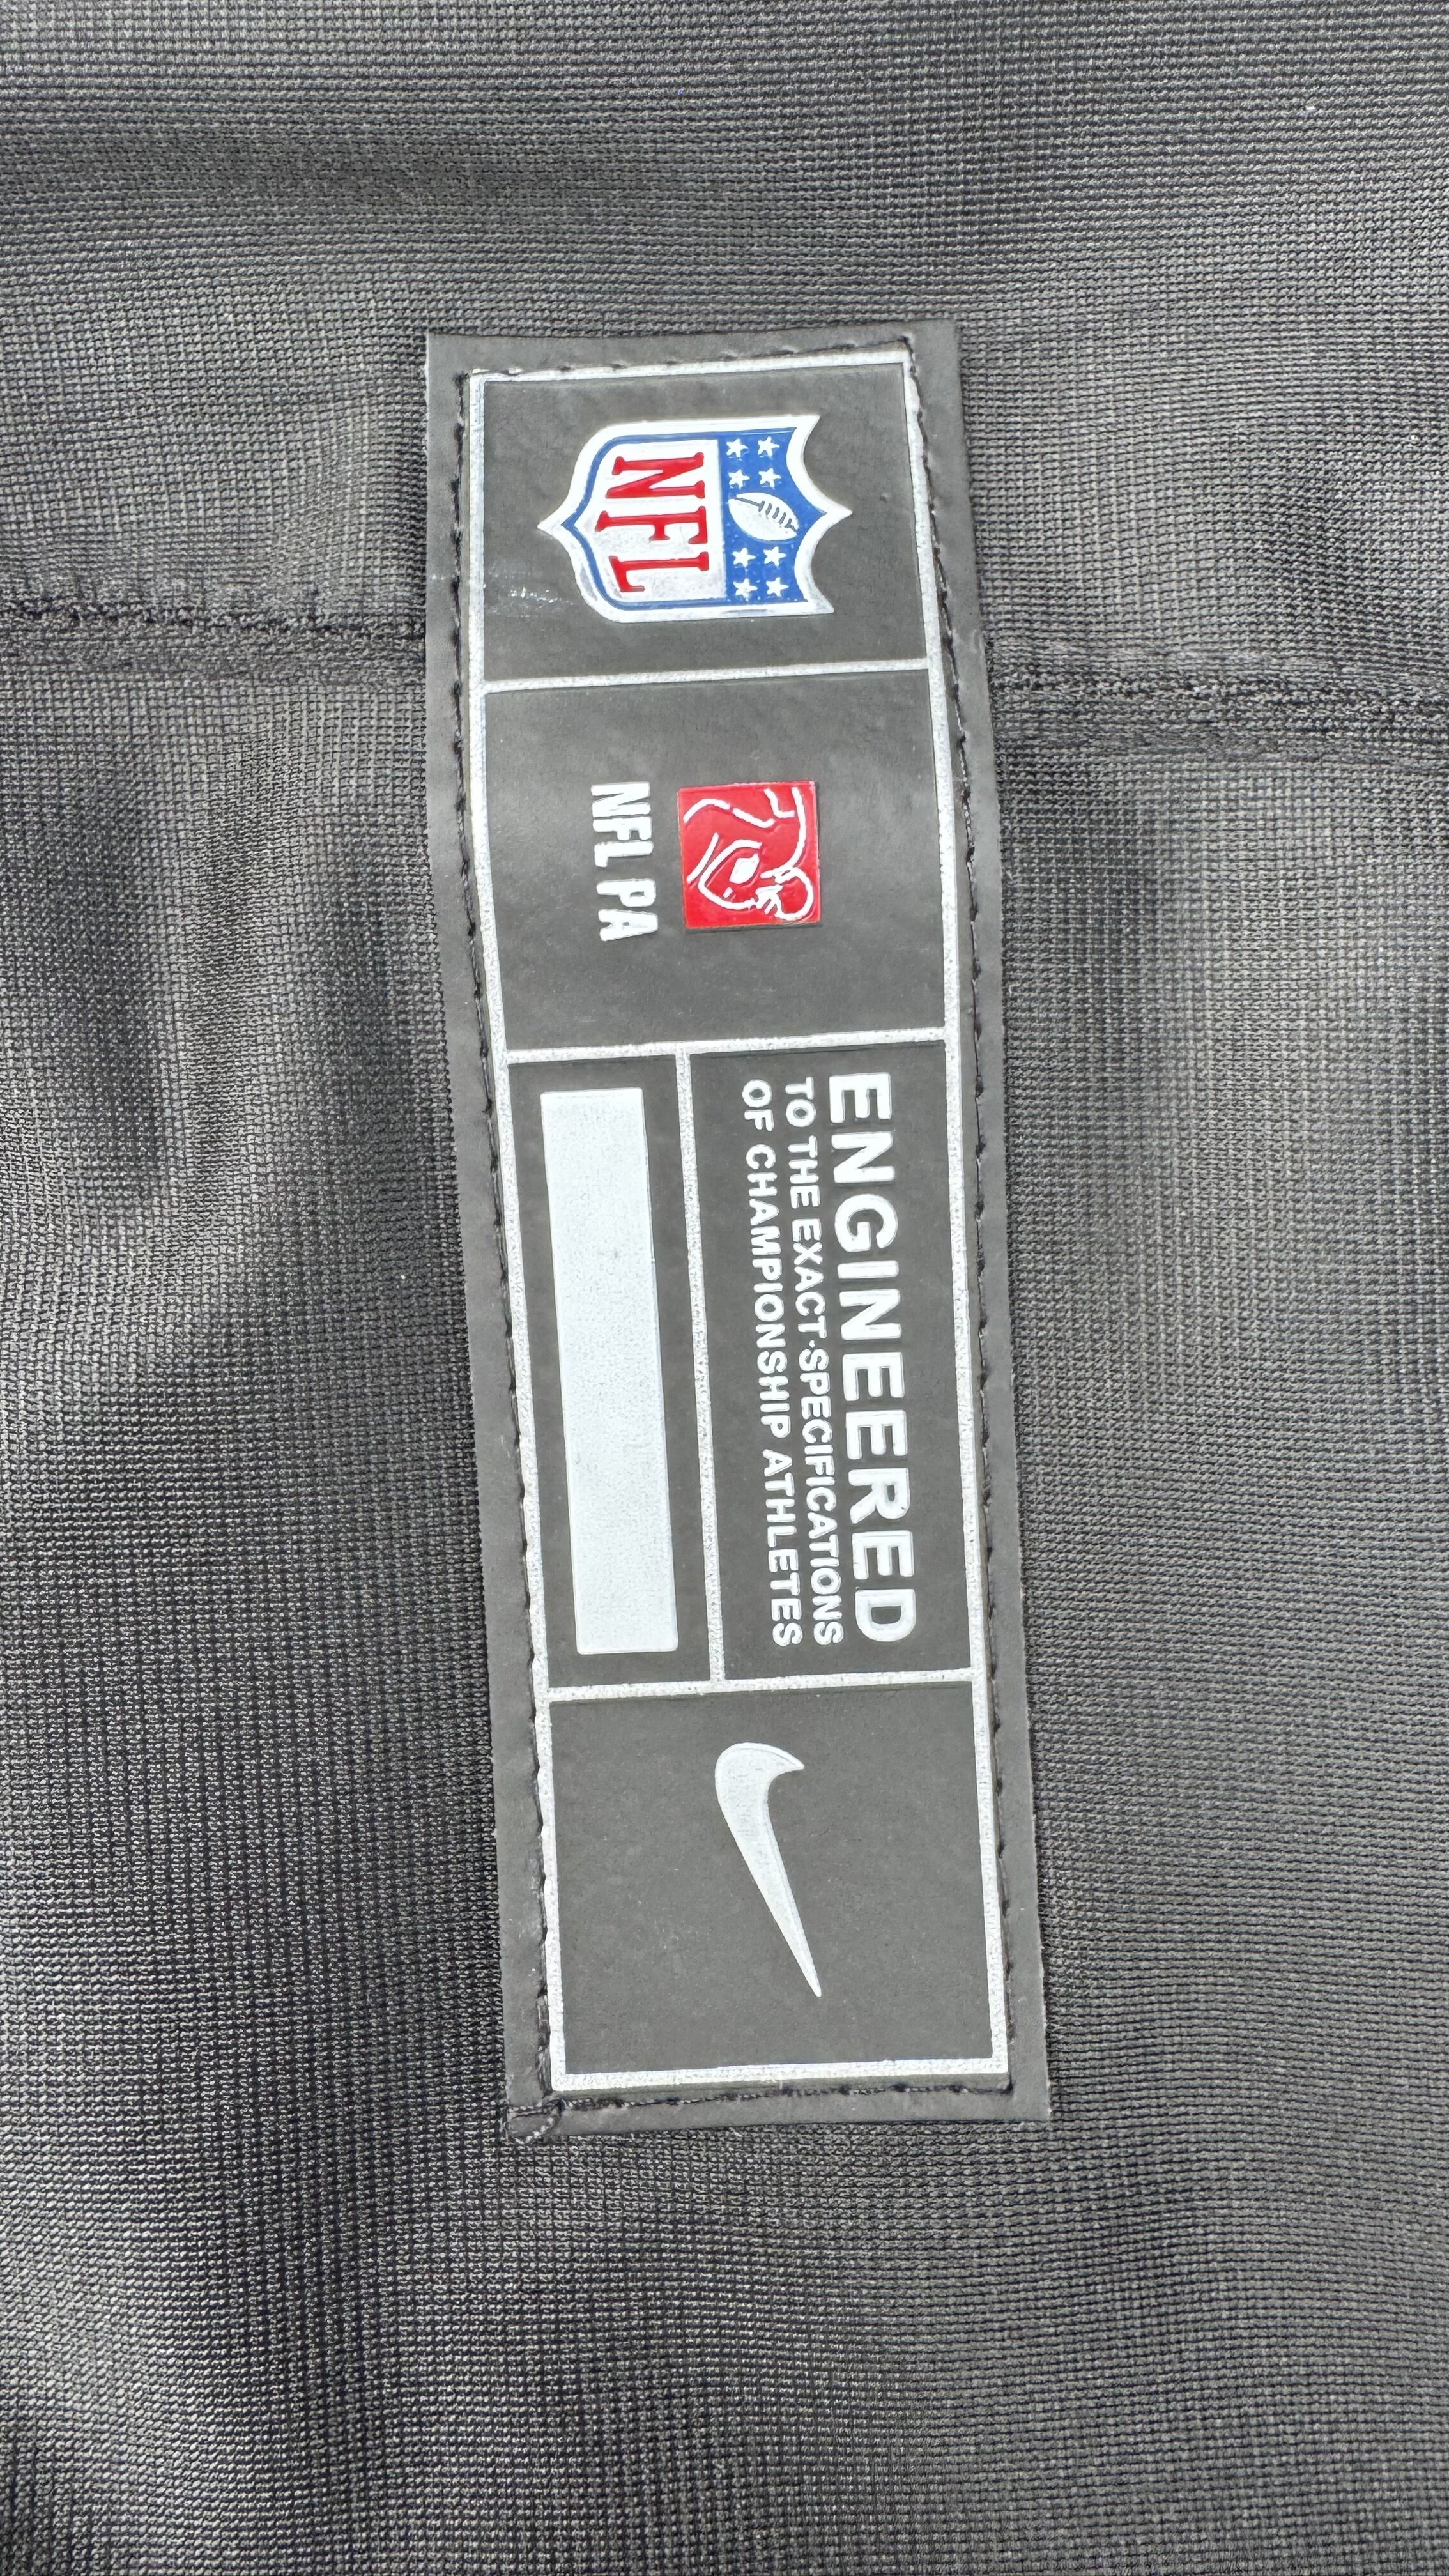 NFL
NFL PA
ENGINEERED
TO THE EXACT·SPECIFICATIONS
OF CHAMPIONSHIP ATHLETES